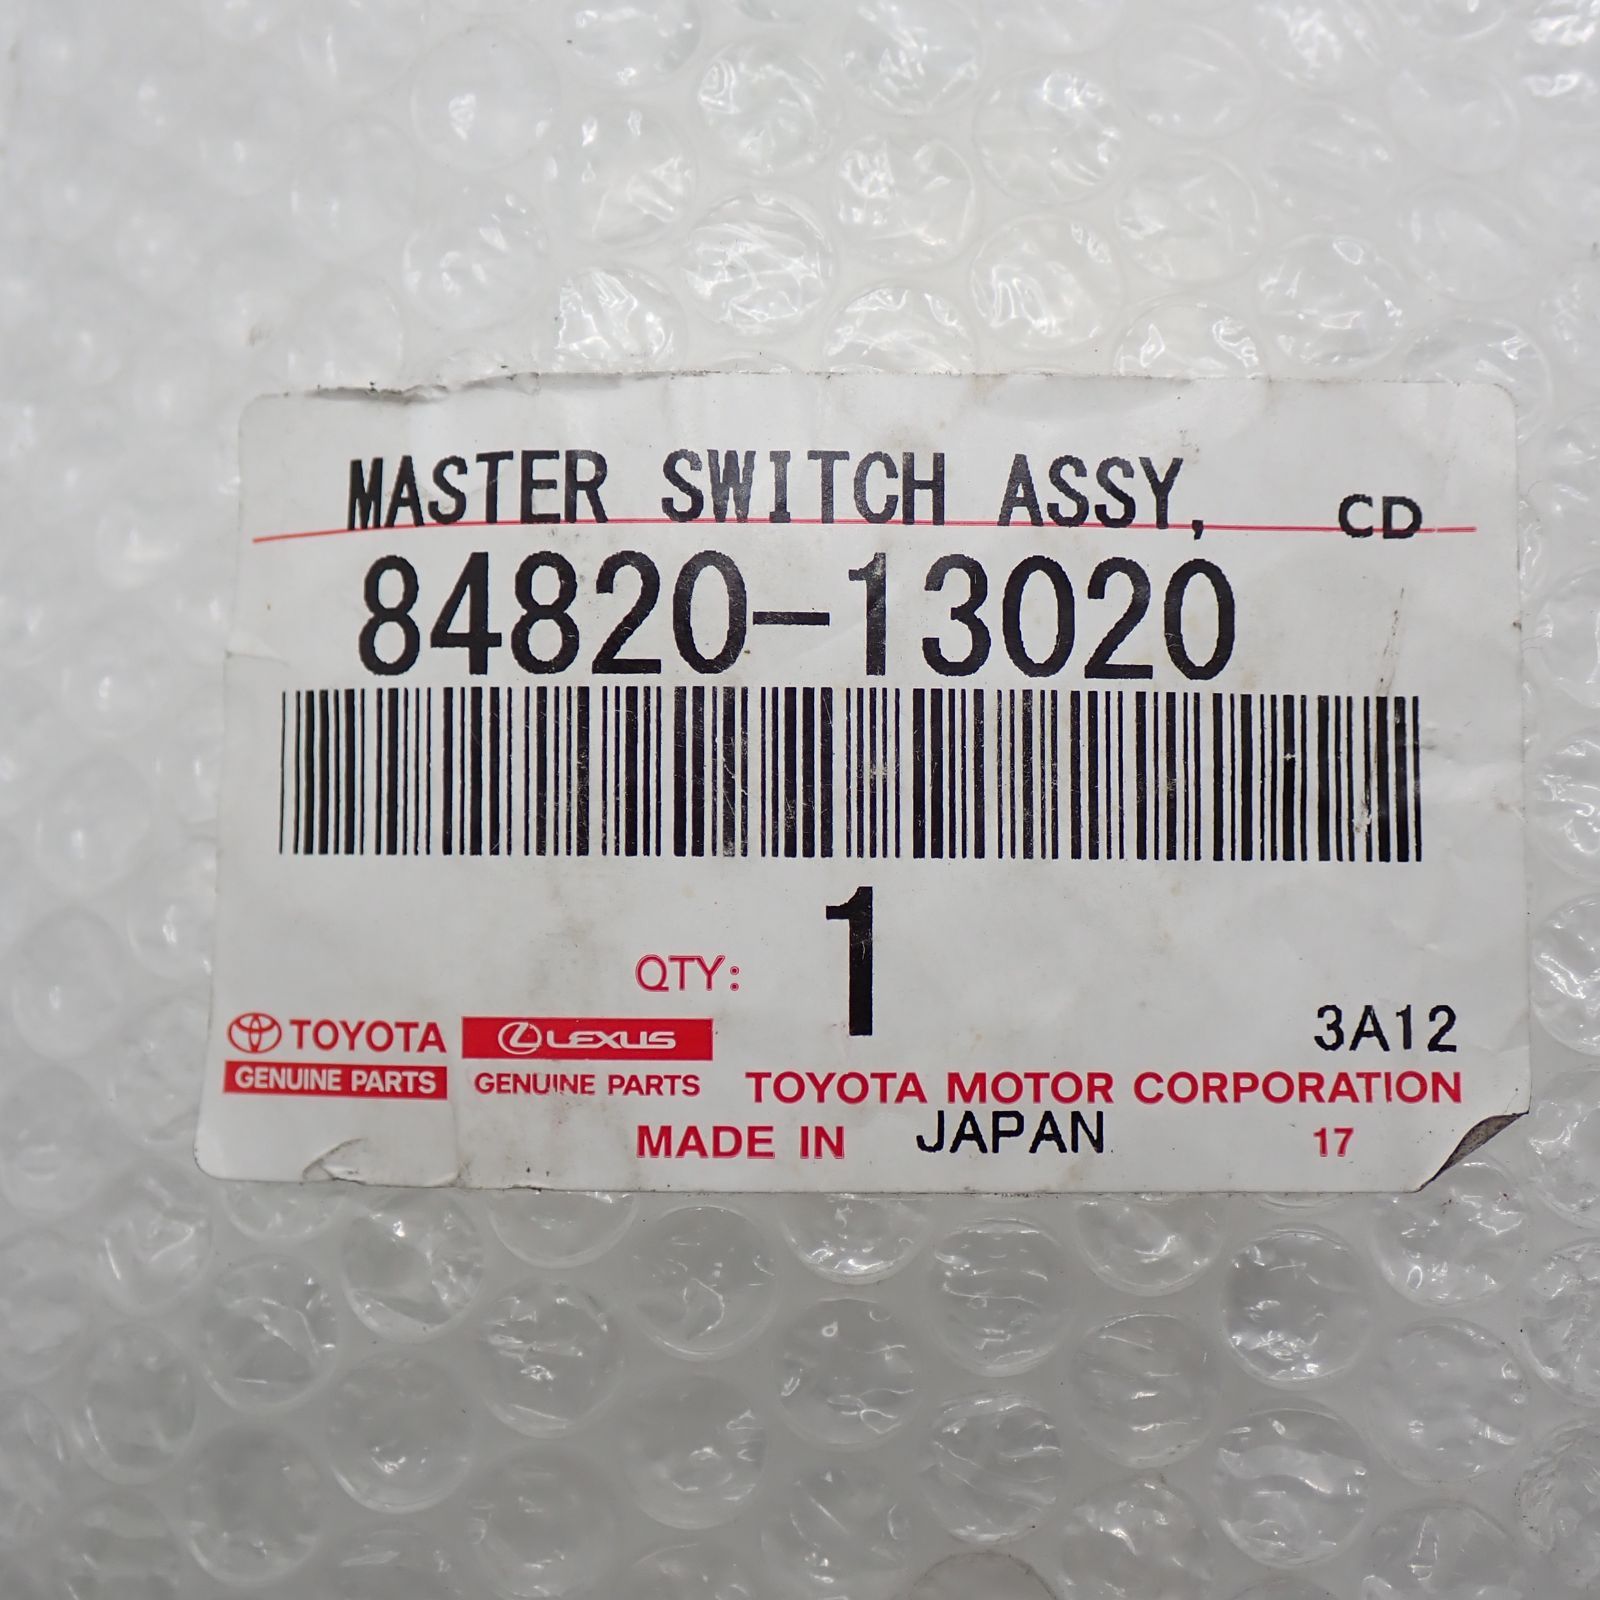 MASTER SWITCH ASSY, CD
84820-13020
QTY: 1
3A12
TOYOTA LEXUS
GENUINE PARTS GENUINE PARTS TOYOTA MOTOR CORPORATION
MADE IN JAPAN 17